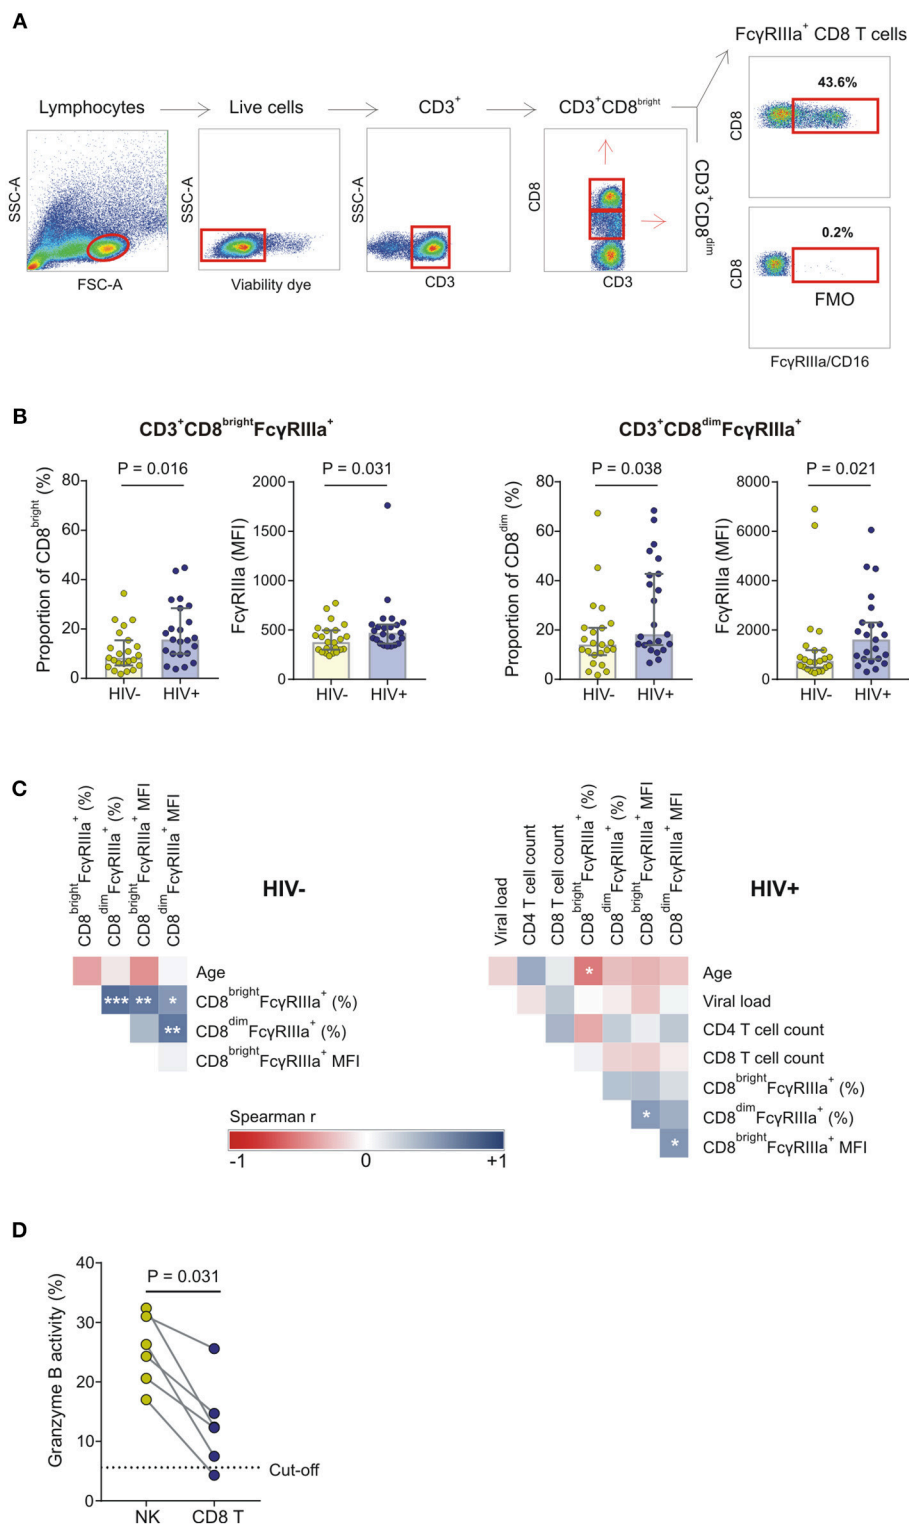 A
FcγRIIIa⁺ CD8 T cells
Lymphocytes
Live cells
CD3⁺
CD3⁺CD8ᵇʳⁱᵍʰᵗ
CD3⁺CD8ᵈⁱᵐ
SSC-A
FSC-A
SSC-A
Viability dye
SSC-A
CD3
CD8
CD3
CD8
43.6%
CD8
0.2%
FMO
FcγRIIIa/CD16
B
CD3⁺CD8ᵇʳⁱᵍʰᵗFcγRIIIa⁺
CD3⁺CD8ᵈⁱᵐFcγRIIIa⁺
Proportion of CD8ᵇʳⁱᵍʰᵗ (%)
P = 0.016
80
60
40
20
0
HIV- HIV+
FcγRIIIa (MFI)
P = 0.031
2000
1500
1000
500
0
HIV- HIV+
Proportion of CD8ᵈⁱᵐ (%)
P = 0.038
80
60
40
20
0
HIV- HIV+
FcγRIIIa (MFI)
P = 0.021
8000
6000
4000
2000
0
HIV- HIV+
C
CD8ᵇʳⁱᵍʰᵗFcγRIIIa⁺ (%)
CD8ᵈⁱᵐFcγRIIIa⁺ (%)
CD8ᵇʳⁱᵍʰᵗFcγRIIIa⁺ MFI
CD8ᵈⁱᵐFcγRIIIa⁺ MFI
HIV-
Age
*** ** * CD8ᵇʳⁱᵍʰᵗFcγRIIIa⁺ (%)
** CD8ᵈⁱᵐFcγRIIIa⁺ (%)
CD8ᵇʳⁱᵍʰᵗFcγRIIIa⁺ MFI
Viral load
CD4 T cell count
CD8 T cell count
CD8ᵇʳⁱᵍʰᵗFcγRIIIa⁺ (%)
CD8ᵈⁱᵐFcγRIIIa⁺ (%)
CD8ᵇʳⁱᵍʰᵗFcγRIIIa⁺ MFI
CD8ᵈⁱᵐFcγRIIIa⁺ MFI
HIV+
* Age
Viral load
CD4 T cell count
CD8 T cell count
CD8ᵇʳⁱᵍʰᵗFcγRIIIa⁺ (%)
* CD8ᵈⁱᵐFcγRIIIa⁺ (%)
* CD8ᵇʳⁱᵍʰᵗFcγRIIIa⁺ MFI
Spearman r
-1 0 +1
D
Granzyme B activity (%)
P = 0.031
40
30
20
10
0
Cut-off
NK CD8 T